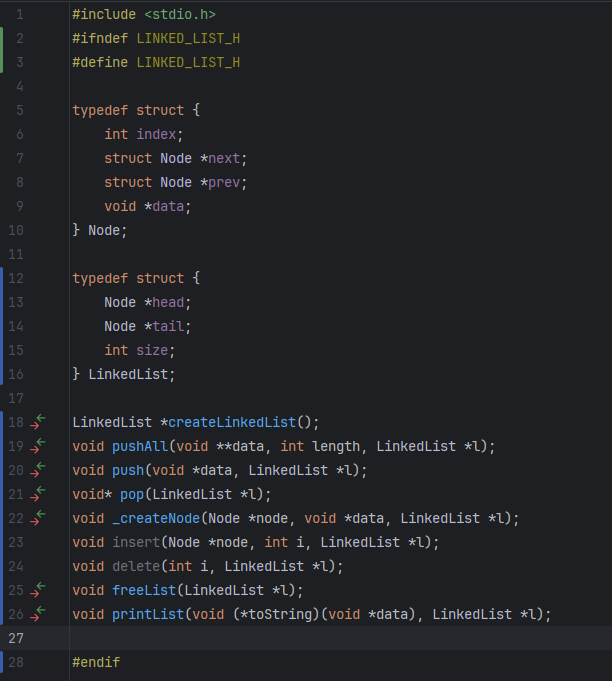 1 #include <stdio.h>
2 #ifndef LINKED_LIST_H
3 #define LINKED_LIST_H
4
5 typedef struct {
6     int index;
7     struct Node *next;
8     struct Node *prev;
9     void *data;
10 } Node;
11
12 typedef struct {
13     Node *head;
14     Node *tail;
15     int size;
16 } LinkedList;
17
18 LinkedList *createLinkedList();
19 void pushAll(void **data, int length, LinkedList *l);
20 void push(void *data, LinkedList *l);
21 void* pop(LinkedList *l);
22 void _createNode(Node *node, void *data, LinkedList *l);
23 void insert(Node *node, int i, LinkedList *l);
24 void delete(int i, LinkedList *l);
25 void freeList(LinkedList *l);
26 void printList(void (*toString)(void *data), LinkedList *l);
27
28 #endif